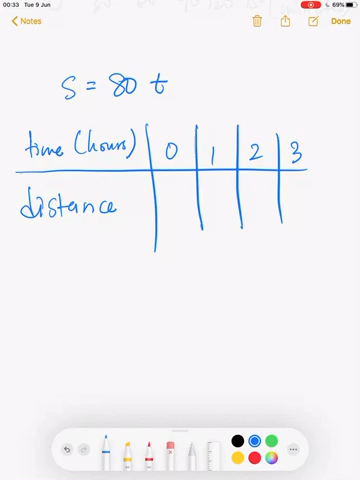 00:33 Tue 9 Jun 69%
Notes Done
s = 80 t
time (hours) 0 1 2 3
distance